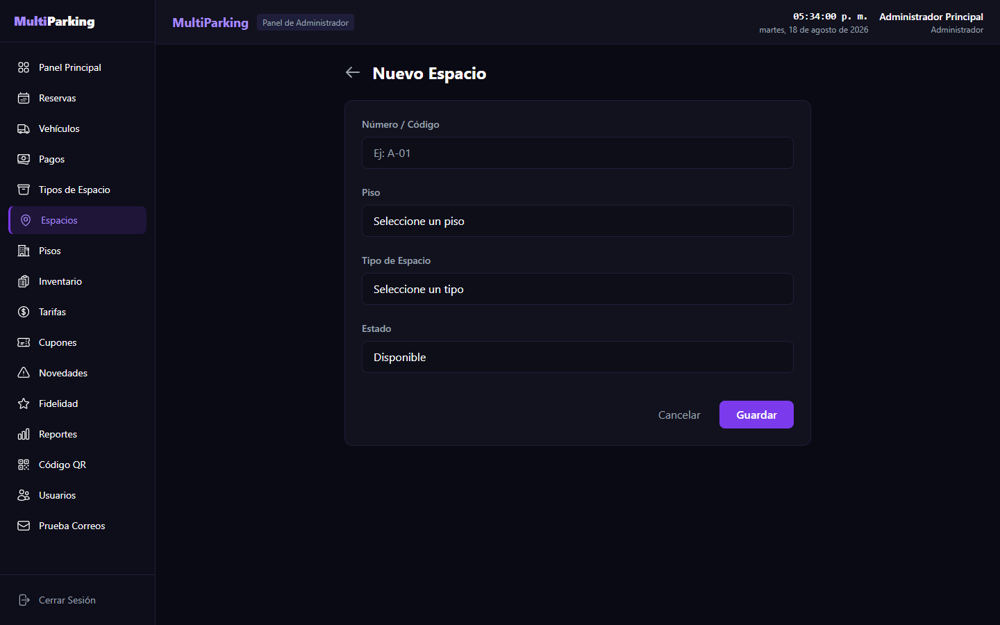 MultiParking
Panel Principal
Reservas
Vehículos
Pagos
Tipos de Espacio
Espacios
Pisos
Inventario
Tarifas
Cupones
Novedades
Fidelidad
Reportes
Código QR
Usuarios
Prueba Correos
Cerrar Sesión
MultiParking
Panel de Administrador
05:34:00 p. m.
martes, 18 de agosto de 2026
Administrador Principal
Administrador
Nuevo Espacio
Número / Código
Ej: A-01
Piso
Seleccione un piso
Tipo de Espacio
Seleccione un tipo
Estado
Disponible
Cancelar
Guardar